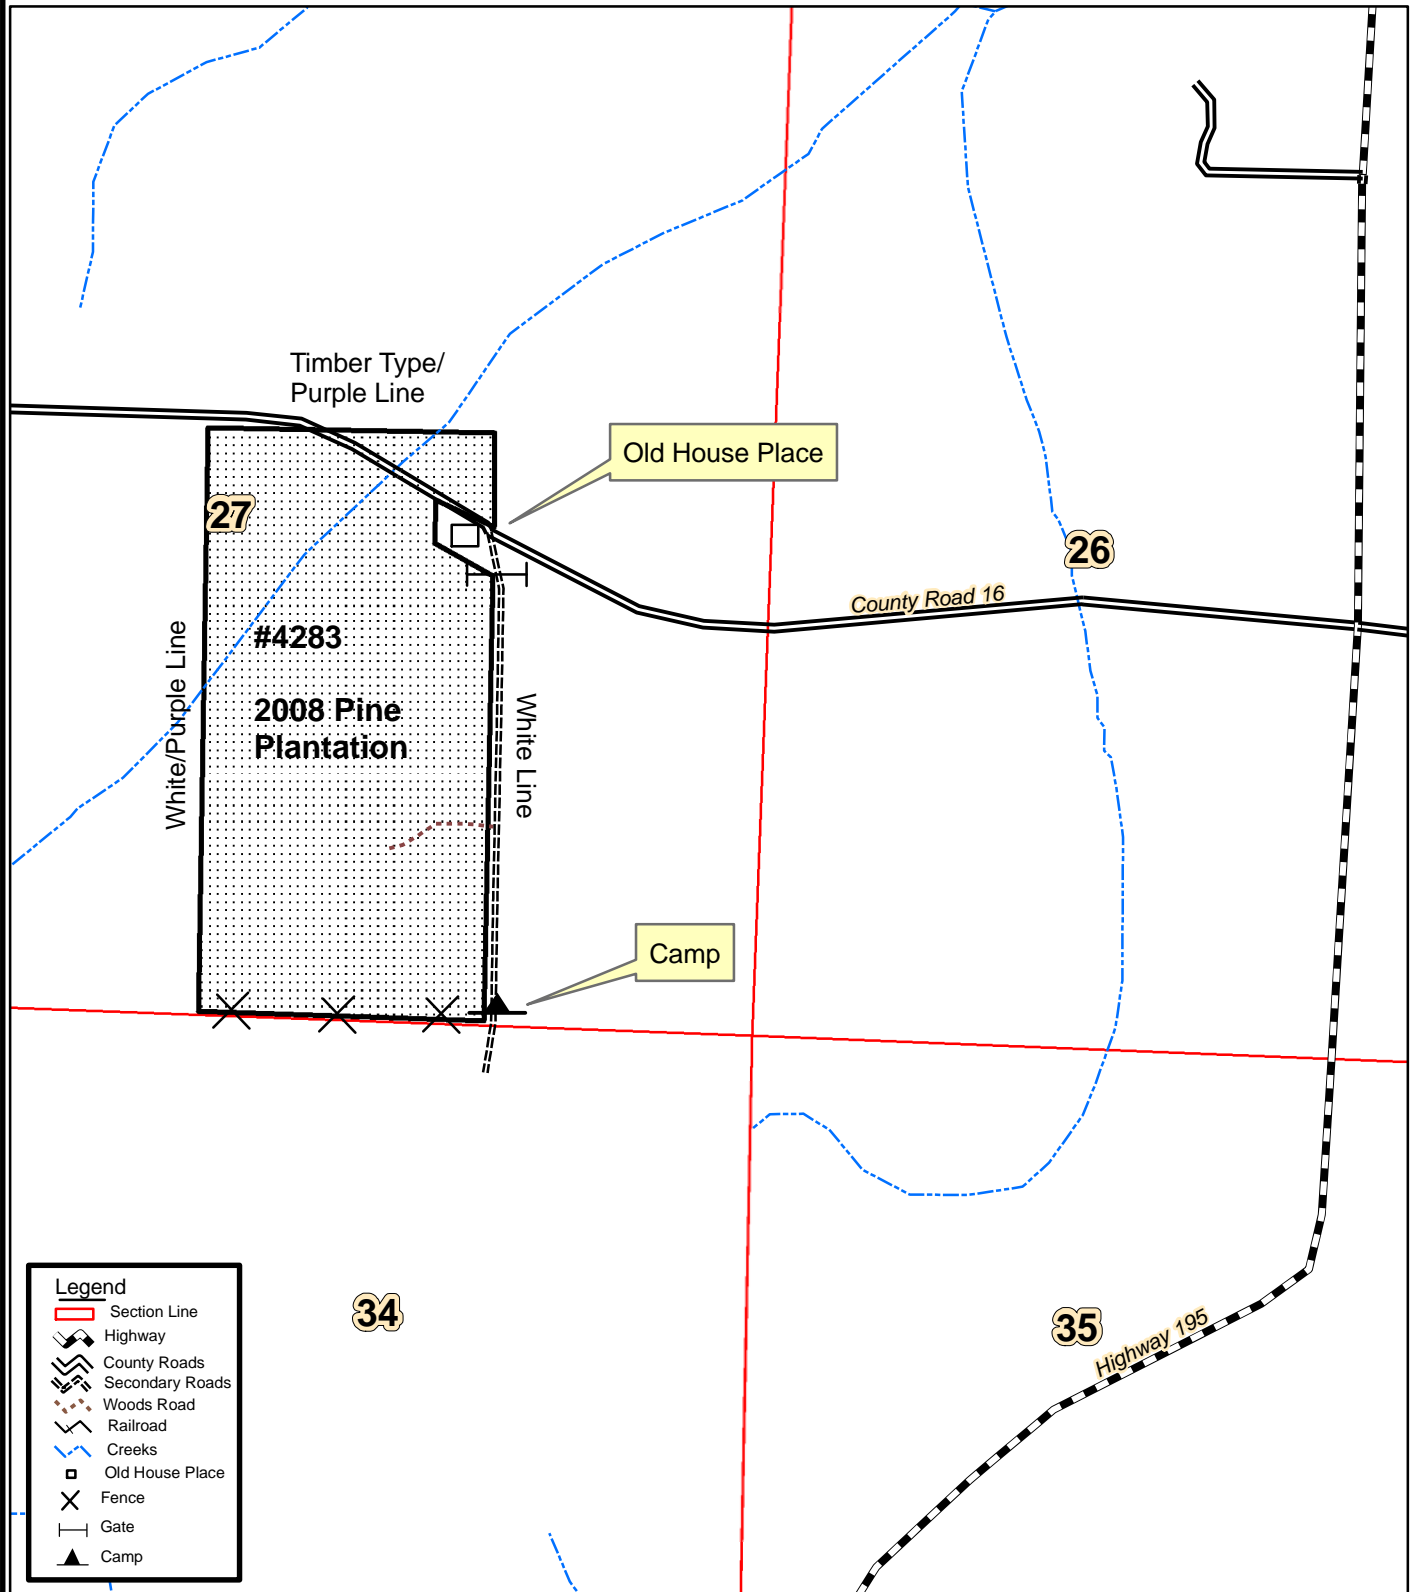 Timber Type/
Purple Line
Old House Place
27
26
County Road 16
#4283
White/Purple Line
2008 Pine
Plantation
White Line
Camp
34
35
Highway 195
Legend
Section Line
Highway
County Roads
Secondary Roads
Woods Road
Railroad
Creeks
Old House Place
Fence
Gate
Camp